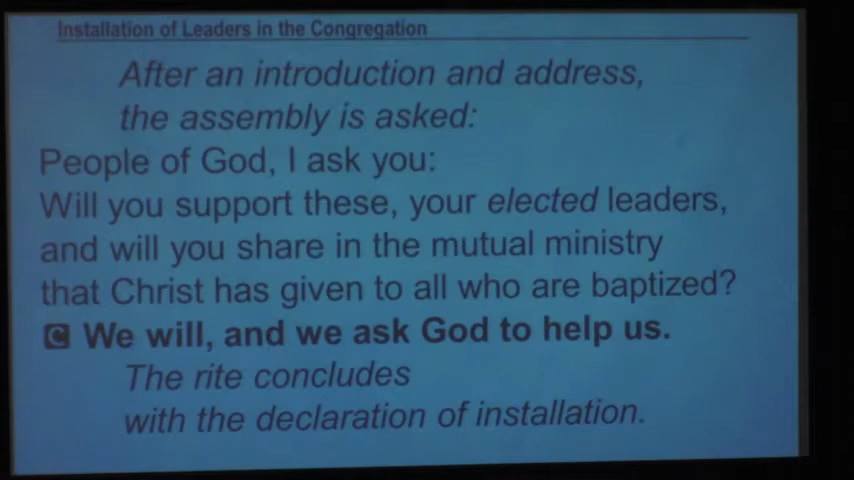 Installation of Leaders in the Congregation
After an introduction and address,
the assembly is asked:
People of God, I ask you:
Will you support these, your elected leaders,
and will you share in the mutual ministry
that Christ has given to all who are baptized?
C We will, and we ask God to help us.
The rite concludes
with the declaration of installation.